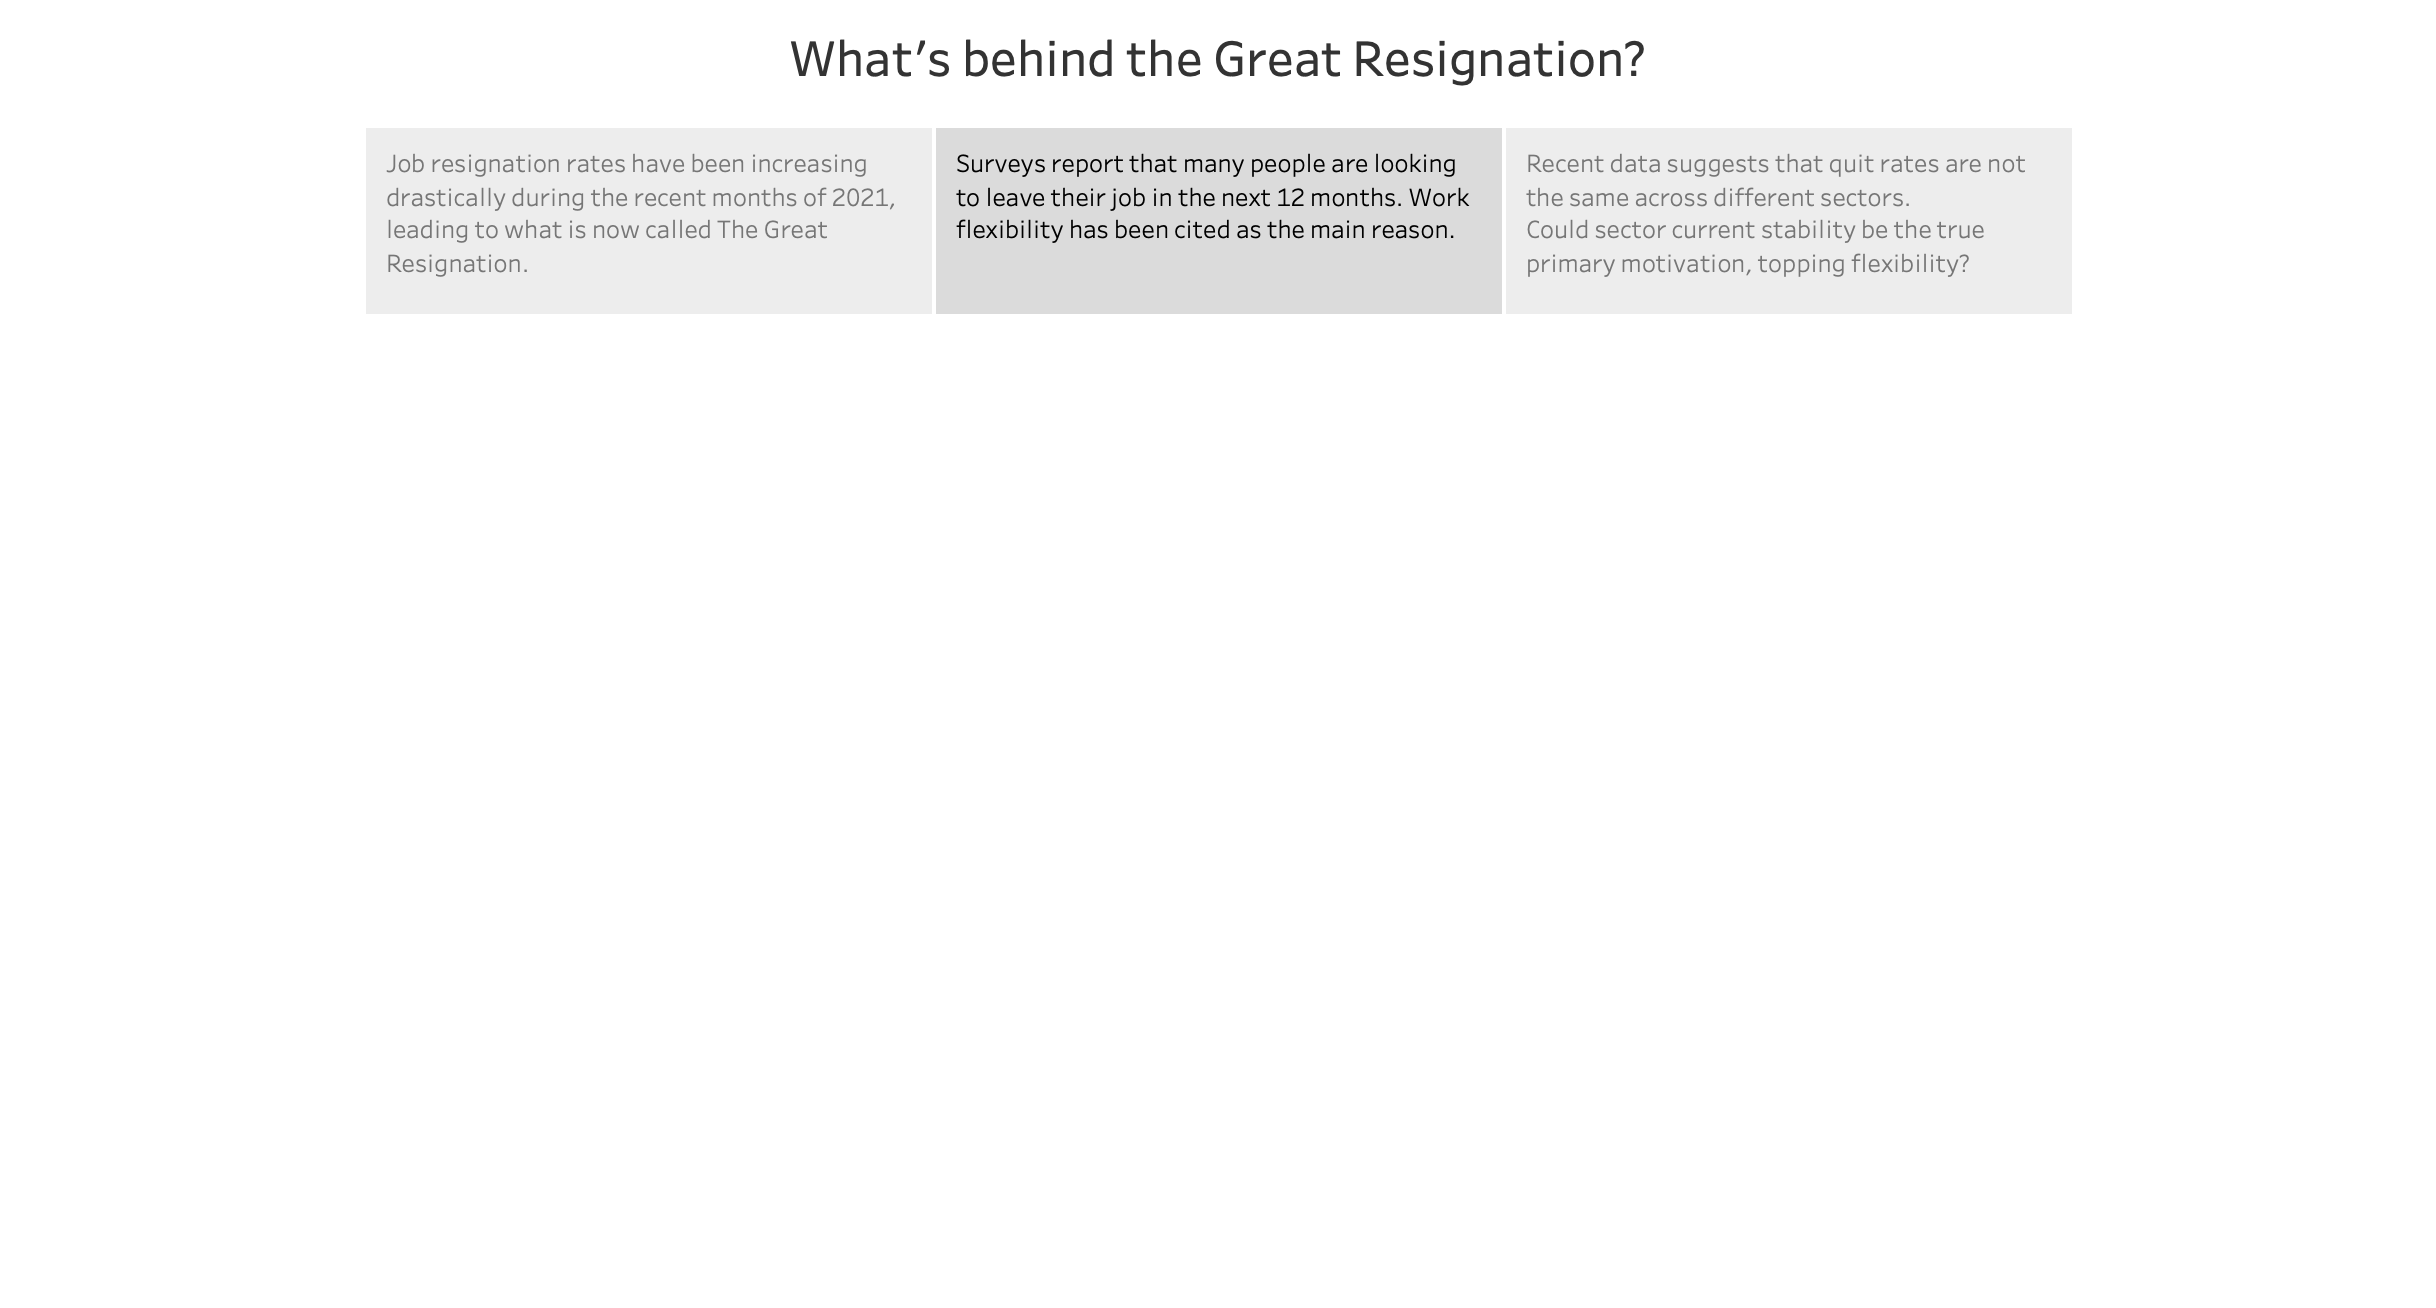 What’s behind the Great Resignation?
Job resignation rates have been increasing
drastically during the recent months of 2021,
leading to what is now called The Great
Resignation.
Surveys report that many people are looking
to leave their job in the next 12 months. Work
flexibility has been cited as the main reason.
Recent data suggests that quit rates are not
the same across different sectors.
Could sector current stability be the true
primary motivation, topping flexibility?